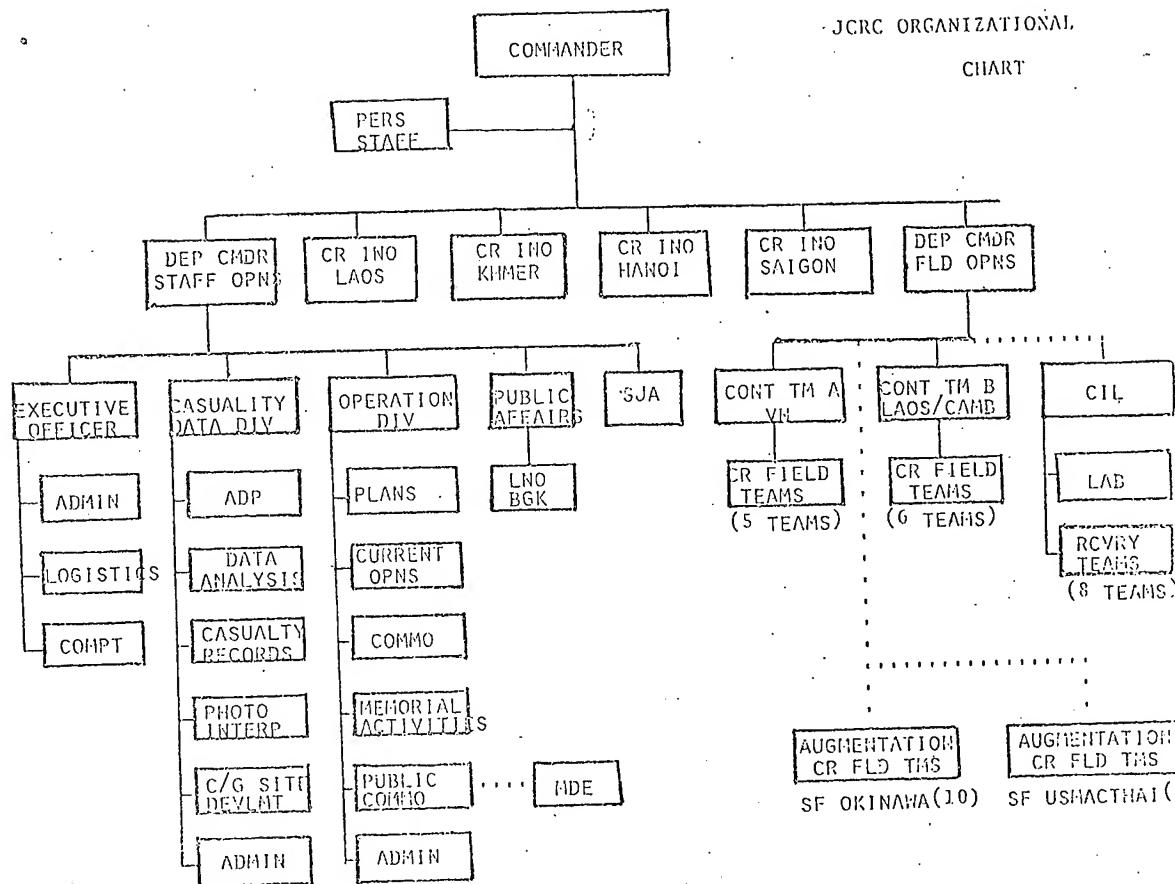 JCRC ORGANIZATIONAL
CHART
COMMANDER
PERS
STAFF
DEP CMDR
STAFF OPNS
CR INO
LAOS
CR INO
KHMER
CR INO
HANOI
CR INO
SAIGON
DEP CMDR
FLD OPNS
EXECUTIVE
OFFICER
ADMIN
LOGISTICS
COMPT
CASUALITY
DATA DIV
ADP
DATA
ANALYSIS
CASUALTY
RECORDS
PHOTO
INTERP
C/G SITE
DEVLMT
ADMIN
OPERATION
DIV
PLANS
CURRENT
OPNS
COMMO
MEMORIAL
ACTIVITIES
PUBLIC
COMMO
MDE
ADMIN
PUBLIC
AFFAIRS
LNO
BGK
SJA
CONT TM A
VN
CR FIELD
TEAMS
(5 TEAMS)
CONT TM B
LAOS/CAMB
CR FIELD
TEAMS
(6 TEAMS)
CIL
LAB
RCVRY
TEAMS
(8 TEAMS)
AUGMENTATION
CR FLD TMS
SF OKINAWA(10)
AUGMENTATION
CR FLD TMS
SF USMACTHAI(